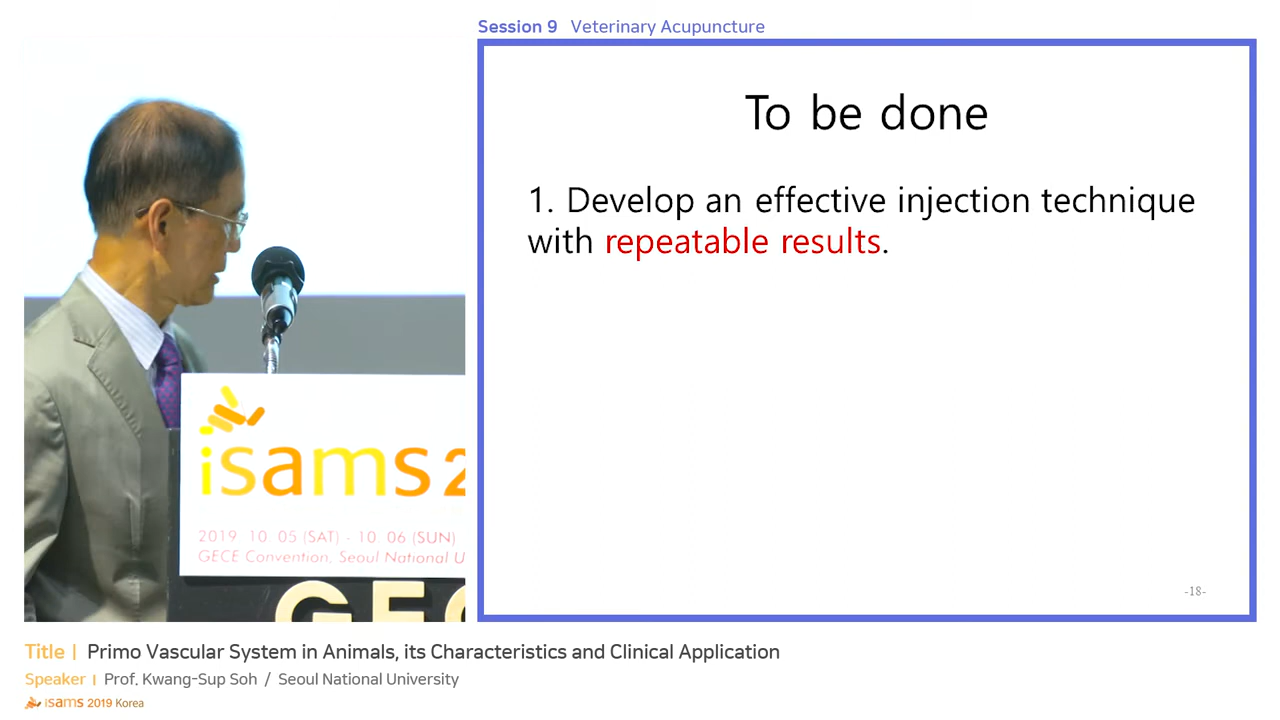 Session 9 Veterinary Acupuncture
To be done
1. Develop an effective injection technique
with repeatable results.
-18-
isams 2
2019 10. 05 (SAT) - 10. 06 (SUN)
GECE Convention, Seoul National U
GEC
Title | Primo Vascular System in Animals, its Characteristics and Clinical Application
Speaker | Prof. Kwang-Sup Soh / Seoul National University
isams 2019 Korea